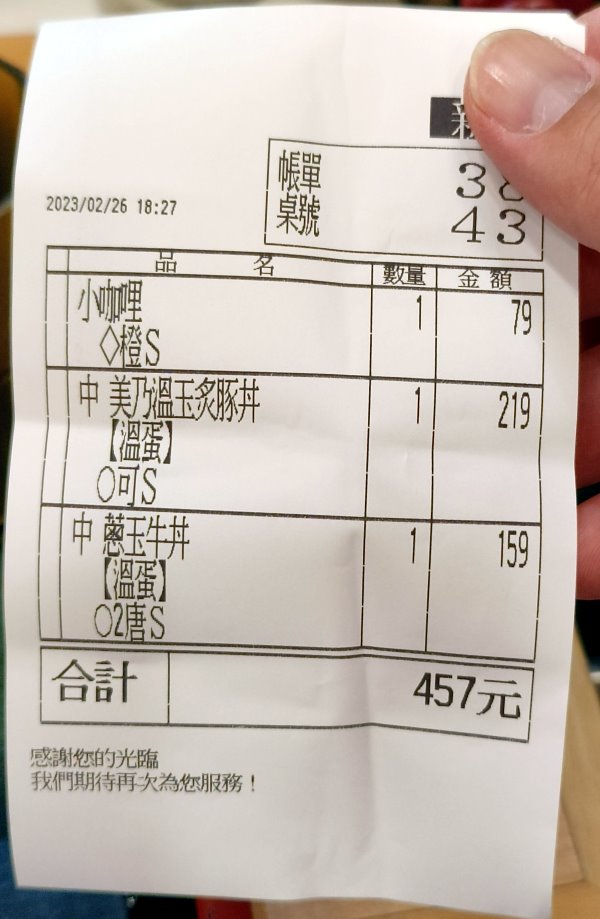 帳單 3
桌號 43
2023/02/26 18:27
品名 數量 金額
小咖哩 1 79
◇橙S
中 美乃溫玉炙豚丼 1 219
【溫蛋】
○可S
中 蔥玉牛丼 1 159
【溫蛋】
○2唐S
合計 457元
感謝您的光臨
我們期待再次為您服務！